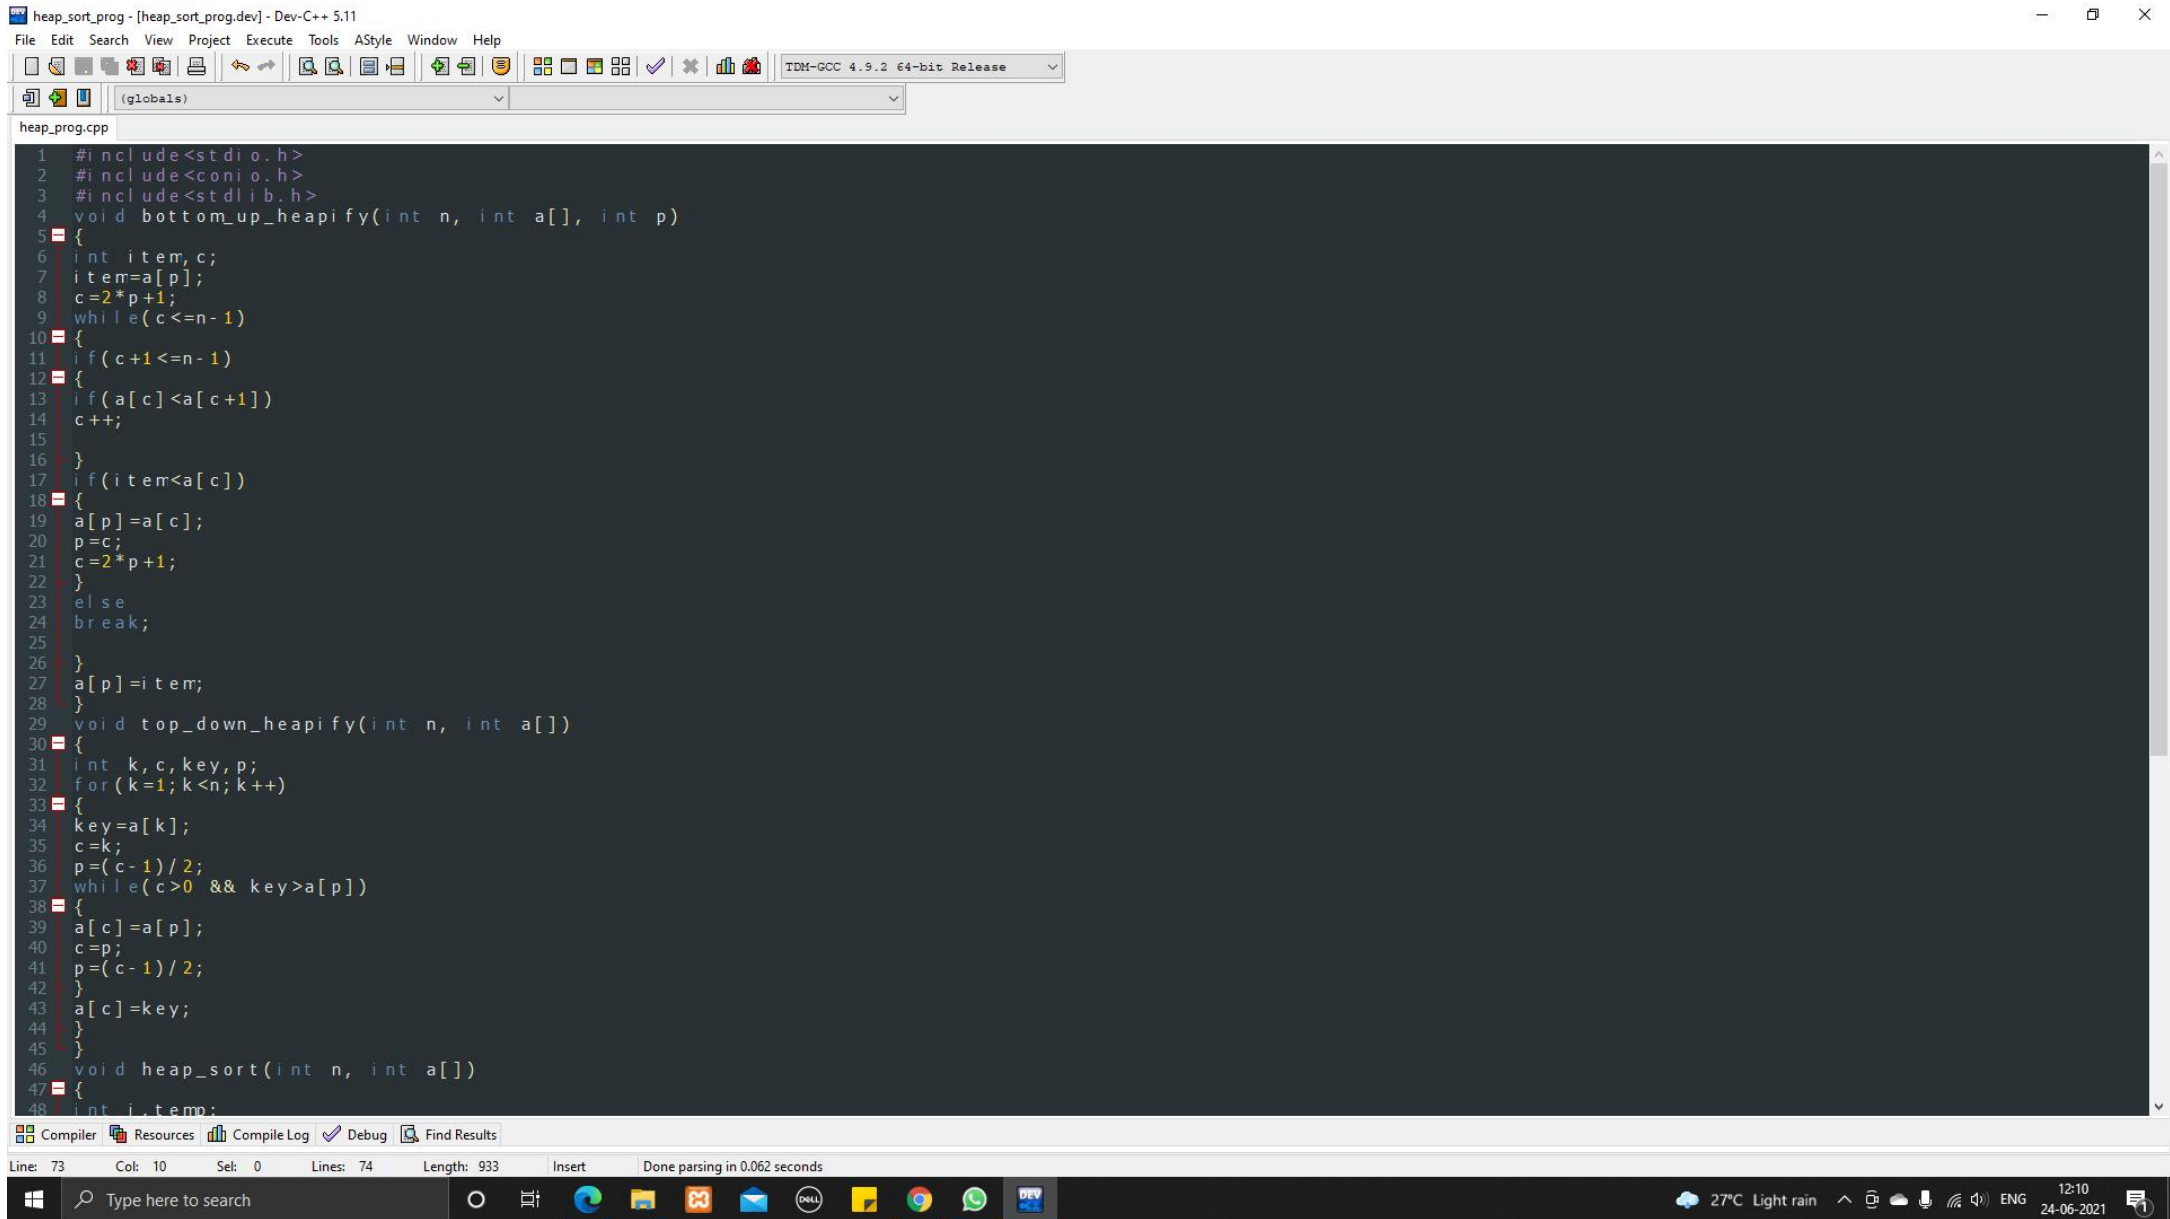 heap_sort_prog - [heap_sort_prog.dev] - Dev-C++ 5.11
File Edit Search View Project Execute Tools AStyle Window Help
TDM-GCC 4.9.2 64-bit Release
(globals)
heap_prog.cpp
1 #include<stdio.h>
2 #include<conio.h>
3 #include<stdlib.h>
4 void bottom_up_heapify(int n, int a[], int p)
5 {
6 int item,c;
7 item=a[p];
8 c=2*p+1;
9 while(c<=n-1)
10 {
11 if(c+1<=n-1)
12 {
13 if(a[c]<a[c+1])
14 c++;
15
16 }
17 if(item<a[c])
18 {
19 a[p]=a[c];
20 p=c;
21 c=2*p+1;
22 }
23 else
24 break;
25
26 }
27 a[p]=item;
28 }
29 void top_down_heapify(int n, int a[])
30 {
31 int k,c,key,p;
32 for(k=1;k<n;k++)
33 {
34 key=a[k];
35 c=k;
36 p=(c-1)/2;
37 while(c>0 && key>a[p])
38 {
39 a[c]=a[p];
40 c=p;
41 p=(c-1)/2;
42 }
43 a[c]=key;
44 }
45 }
46 void heap_sort(int n, int a[])
47 {
48 int i,temp;
Compiler Resources Compile Log Debug Find Results
Line: 73 Col: 10 Sel: 0 Lines: 74 Length: 933 Insert Done parsing in 0.062 seconds
Type here to search DELL DEV 27°C Light rain ENG 12:10
24-06-2021 1